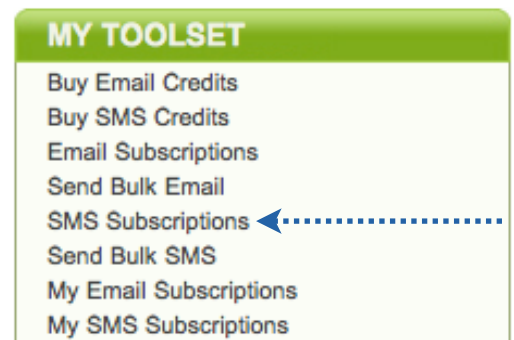 MY TOOLSET
Buy Email Credits
Buy SMS Credits
Email Subscriptions
Send Bulk Email
SMS Subscriptions
Send Bulk SMS
My Email Subscriptions
My SMS Subscriptions